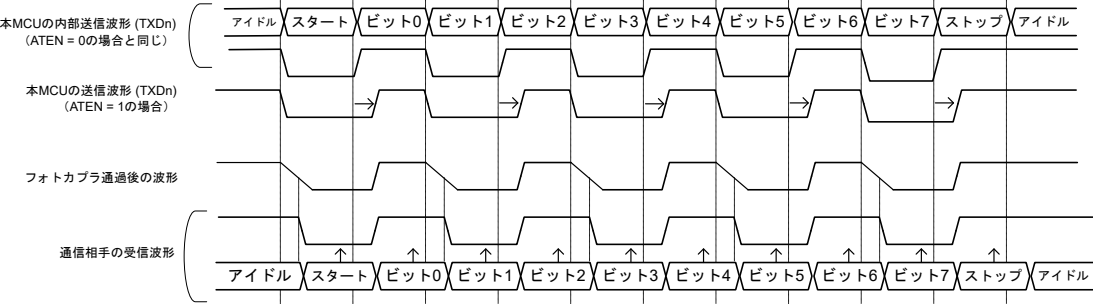 本MCUの内部送信波形 (TXDn)
（ATEN = 0の場合と同じ）
アイドル スタート ビット0 ビット1 ビット2 ビット3 ビット4 ビット5 ビット6 ビット7 ストップ アイドル
本MCUの送信波形 (TXDn)
（ATEN = 1の場合）
フォトカプラ通過後の波形
通信相手の受信波形
アイドル スタート ビット0 ビット1 ビット2 ビット3 ビット4 ビット5 ビット6 ビット7 ストップ アイドル